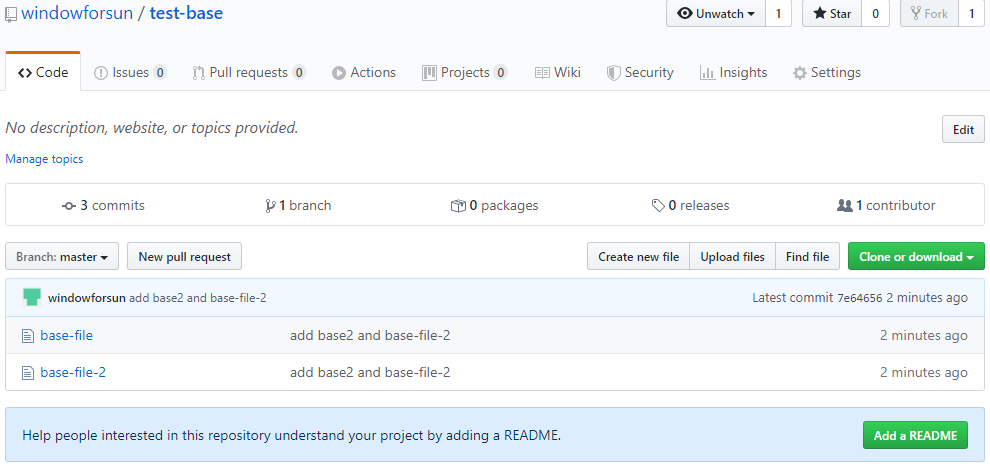 windowforsun / test-base
Unwatch 1 Star 0 Fork 1
Code Issues 0 Pull requests 0 Actions Projects 0 Wiki Security Insights Settings
No description, website, or topics provided. Edit
Manage topics
3 commits 1 branch 0 packages 0 releases 1 contributor
Branch: master New pull request Create new file Upload files Find file Clone or download
windowforsun add base2 and base-file-2 Latest commit 7e64656 2 minutes ago
base-file add base2 and base-file-2 2 minutes ago
base-file-2 add base2 and base-file-2 2 minutes ago
Help people interested in this repository understand your project by adding a README. Add a README